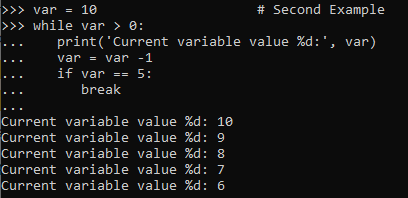 >>> var = 10                    # Second Example
>>> while var > 0:
...     print('Current variable value %d:', var)
...     var = var -1
...     if var == 5:
...        break
...
Current variable value %d: 10
Current variable value %d: 9
Current variable value %d: 8
Current variable value %d: 7
Current variable value %d: 6